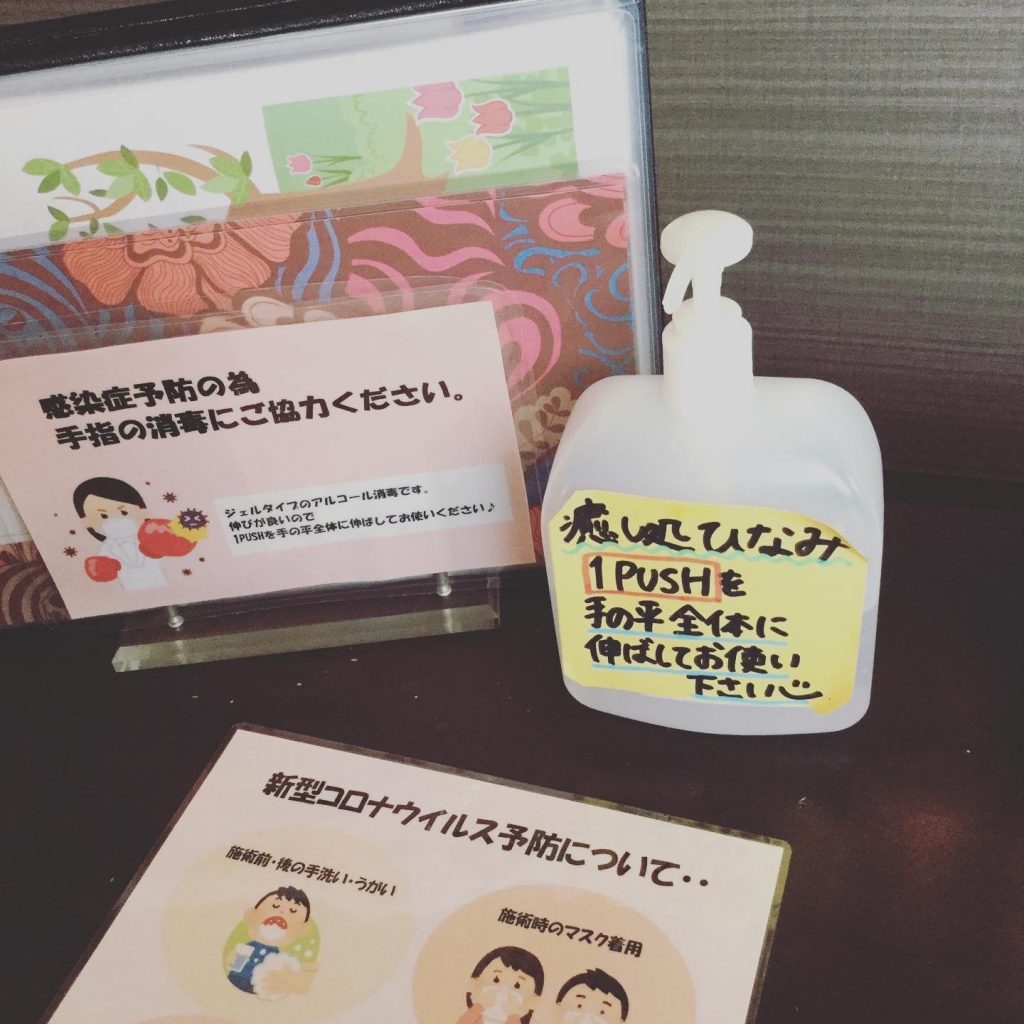 感染症予防の為
手指の消毒にご協力ください。
ジェルタイプのアルコール消毒です。
伸びが良いので
1PUSHを手の平全体に伸ばしてお使いください♪
癒し処ひなみ
1PUSHを
手の平全体に
伸ばしてお使い
下さい
新型コロナウイルス予防について・・
施術前・後の手洗い・うがい
施術時のマスク着用